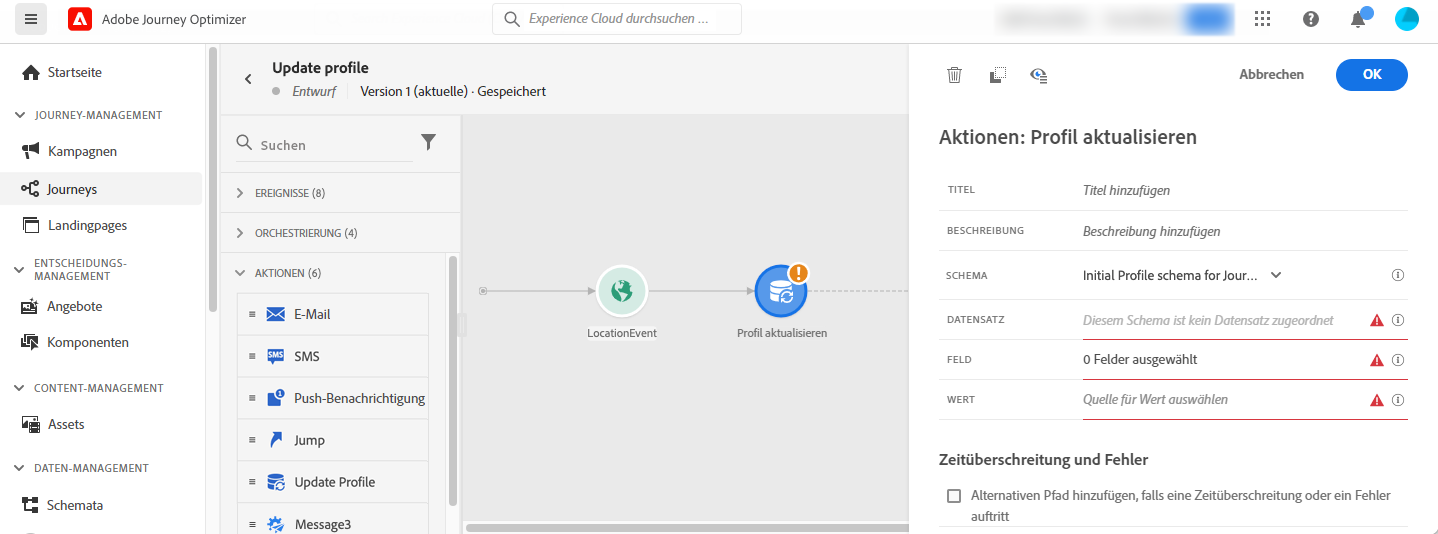 Adobe Journey Optimizer
Experience Cloud durchsuchen ...
Startseite
JOURNEY-MANAGEMENT
Kampagnen
Journeys
Landingpages
ENTSCHEIDUNGS-
MANAGEMENT
Angebote
Komponenten
CONTENT-MANAGEMENT
Assets
DATEN-MANAGEMENT
Schemata
Update profile
Entwurf
Version 1 (aktuelle) · Gespeichert
Suchen
EREIGNISSE (8)
ORCHESTRIERUNG (4)
AKTIONEN (6)
E-Mail
SMS
SMS
Push-Benachrichtigung
Jump
Update Profile
Message3
LocationEvent
Profil aktualisieren
Abbrechen
OK
Aktionen: Profil aktualisieren
TITEL
Titel hinzufügen
BESCHREIBUNG
Beschreibung hinzufügen
SCHEMA
Initial Profile schema for Jour...
DATENSATZ
Diesem Schema ist kein Datensatz zugeordnet
FELD
0 Felder ausgewählt
WERT
Quelle für Wert auswählen
Zeitüberschreitung und Fehler
Alternativen Pfad hinzufügen, falls eine Zeitüberschreitung oder ein Fehler
auftritt